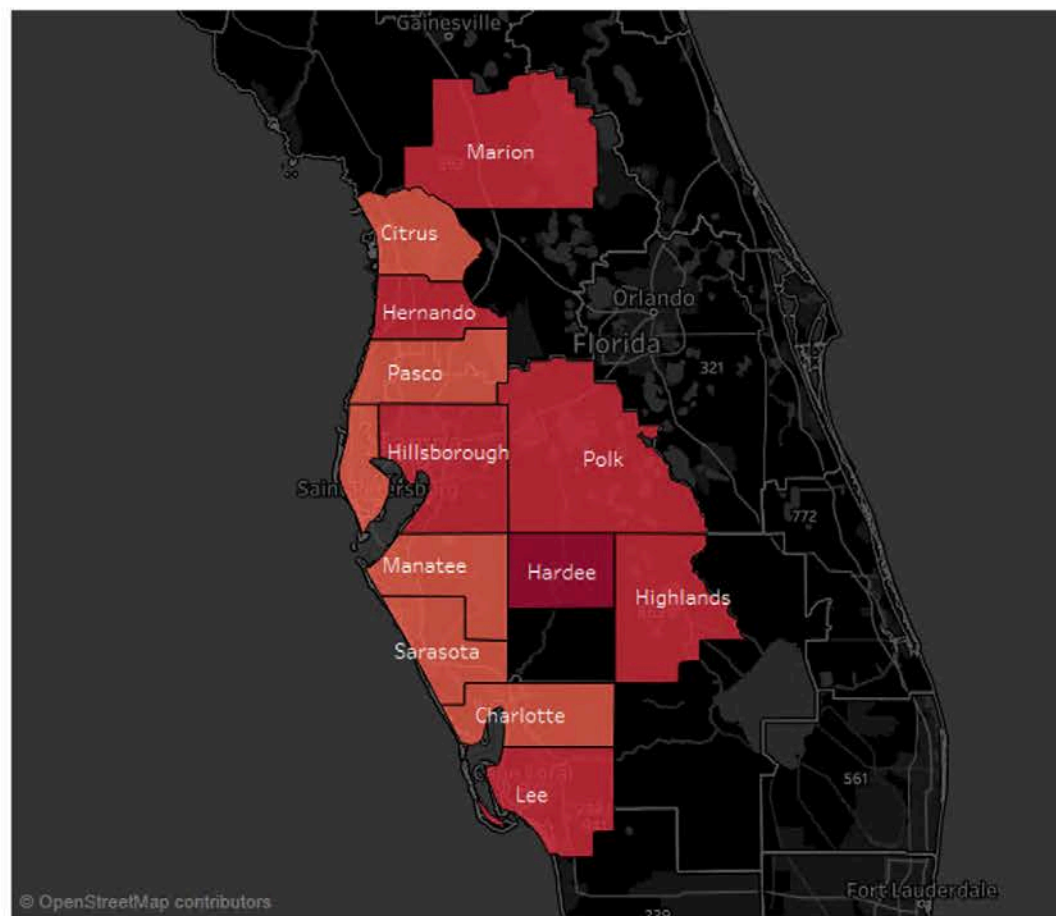 Gainesville
Marion
Citrus
Orlando
Hernando
Florida
321
Pasco
Hillsborough
Polk
772
Manatee
Hardee
Highlands
Sarasota
Charlotte
Lee
561
Fort Lauderdale
© OpenStreetMap contributors